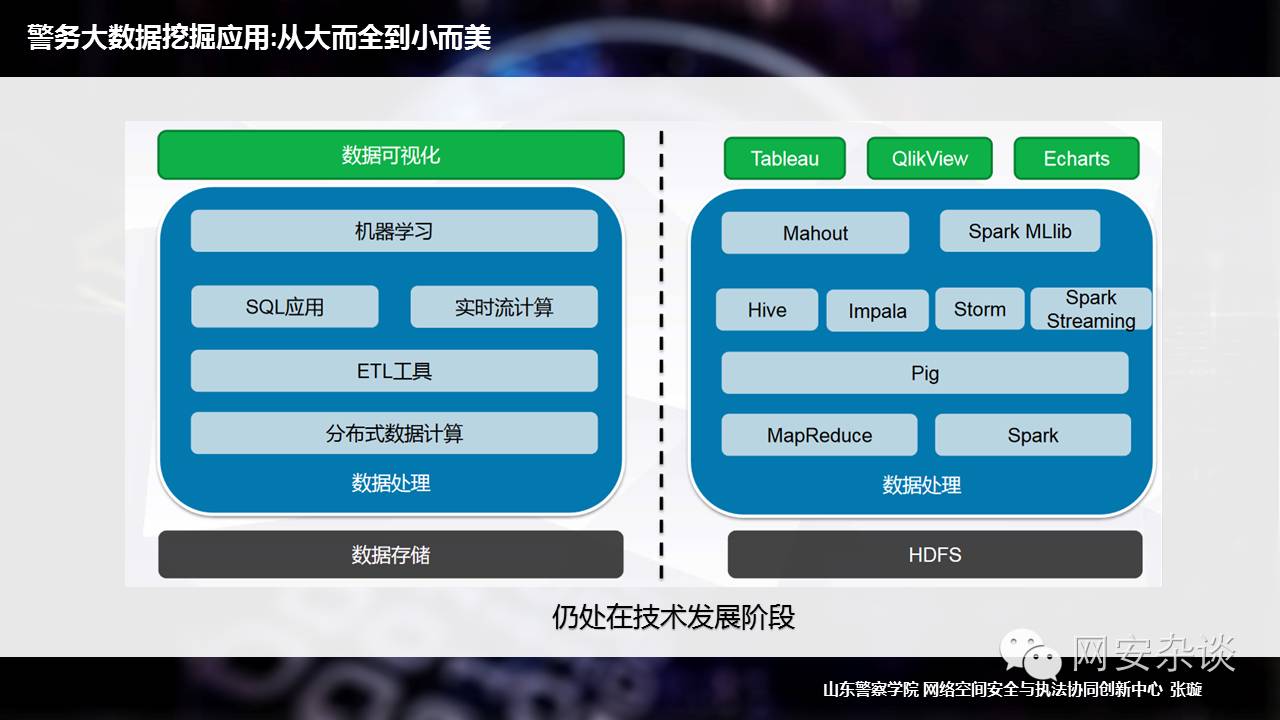 警务大数据挖掘应用:从大而全到小而美
数据可视化
机器学习
SQL应用 实时流计算
ETL工具
分布式数据计算
数据处理
数据存储
Tableau QlikView Echarts
Mahout Spark MLlib
Hive Impala Storm Spark
Streaming
Pig
MapReduce Spark
数据处理
HDFS
仍处在技术发展阶段
网安杂谈
山东警察学院 网络空间安全与执法协同创新中心 张璇